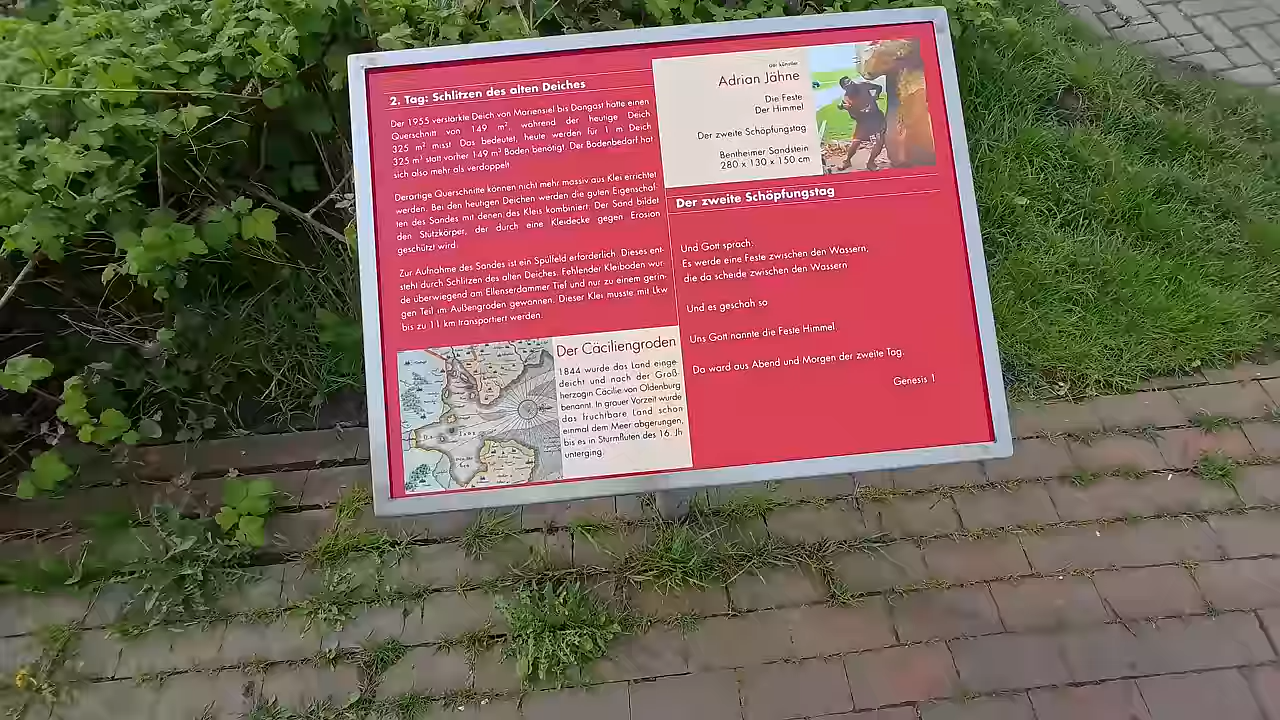 2. Tag: Schlitzen des alten Deiches
Der 1955 verstärkte Deich von Mariensiel bis Dangast hatte einen
Querschnitt von 149 m², während der heutige Deich
325 m² misst. Das bedeutet, heute werden für 1 m Deich
325 m³ statt vorher 149 m³ Boden benötigt. Der Bodenbedarf hat
sich also mehr als verdoppelt.
Derartige Querschnitte können nicht mehr massiv aus Klei errichtet
werden. Bei den heutigen Deichen werden die guten Eigenschaf-
ten des Sandes mit denen des Kleis kombiniert. Der Sand bildet
den Stützkörper, der durch eine Kleidecke gegen Erosion
geschützt wird.
Zur Aufnahme des Sandes ist ein Spülfeld erforderlich. Dieses ent-
steht durch Schlitzen des alten Deiches. Fehlender Kleiboden wur-
de überwiegend am Ellenserdammer Tief und nur zu einem gerin-
gen Teil im Außengroden gewonnen. Dieser Klei musste mit Lkw
bis zu 11 km transportiert werden.
Der Cäciliengroden
1844 wurde das Land einge-
deicht und nach der Groß-
herzogin Cäcilie von Oldenburg
benannt. In grauer Vorzeit wurde
das fruchtbare Land schon
einmal dem Meer abgerungen,
bis es in Sturmfluten des 16. Jh.
unterging.
der künstler
Adrian Jähne
Die Feste
Der Himmel
Der zweite Schöpfungstag
Bentheimer Sandstein
280 x 130 x 150 cm
Der zweite Schöpfungstag
Und Gott sprach.
Es werde eine Feste zwischen den Wassern,
die da scheide zwischen den Wassern
Und es geschah so
Uns Gott nannte die Feste Himmel.
Da ward aus Abend und Morgen der zweite Tag.
Genesis 1